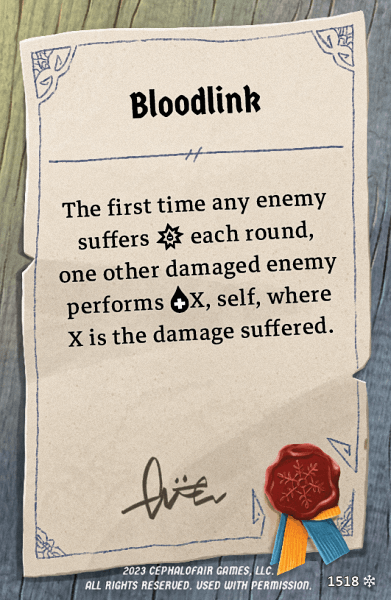 Bloodlink
The first time any enemy
suffers each round,
one other damaged enemy
performs X, self, where
X is the damage suffered.
2023 CEPHALOFAIR GAMES, LLC.
ALL RIGHTS RESERVED. USED WITH PERMISSION.
1518